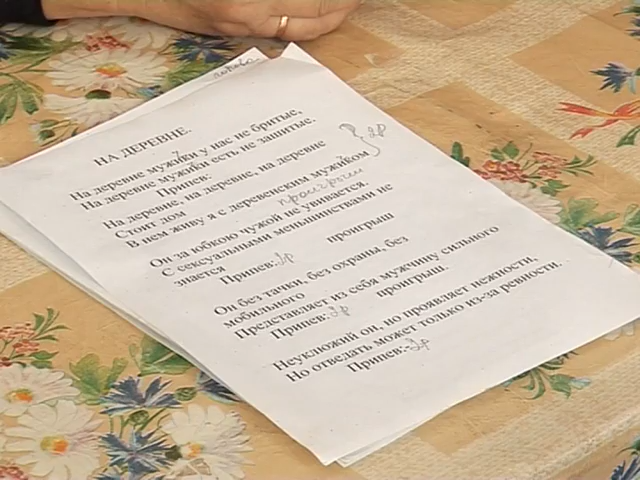 НА ДЕРЕВНЕ.
На деревне мужики у нас не бритые,
На деревне мужики есть не зашитые.
Припев:
На деревне, на деревне, на деревне
Стоит дом проигрыш
В нем живу я с деревенским мужиком 2р
Он за юбкою чужой не увивается.
С сексуальными меньшинствами не
знается проигрыш
Припев. 2р
Он без тачки, без охраны, без
мобильного
Представляет из себя мужчину сильного
Припев: 2р проигрыш.
Неуклюжий он, но проявляет нежности,
Но отведать может только из-за ревности.
Припев:-2р